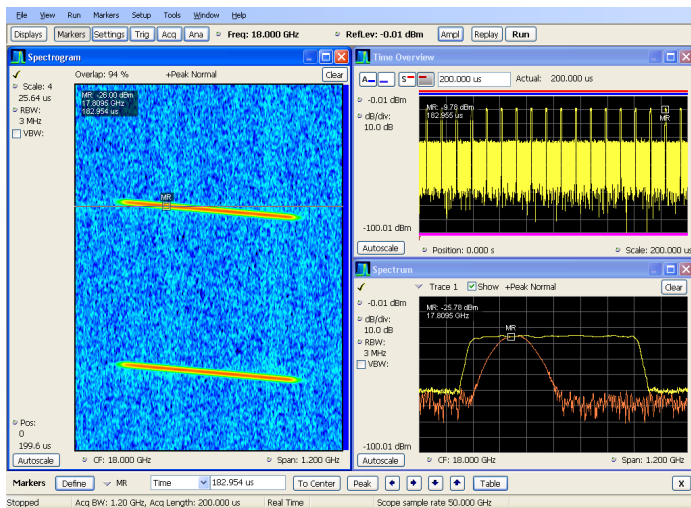 File View Run Markers Setup Tools Window Help
Displays Markers Settings Trig Acq Ana Freq: 18.000 GHz RefLev: -0.01 dBm Ampl Replay Run
Spectrogram
Overlap: 94 % +Peak Normal Clear
Scale: 4
25.64 us
RBW:
3 MHz
VBW:
MR: -26.00 dBm
17.8095 GHz
182.954 us
MR
Pos:
0
199.6 us
Autoscale CF: 18.000 GHz Span: 1.200 GHz
Time Overview
A S 200.000 us Actual: 200.000 us
-0.01 dBm
dB/div:
10.0 dB
MR: -9.78 dBm
182.954 us
MR
-100.01 dBm
Autoscale Position: 0.000 s Scale: 200.000 us
Spectrum
Trace 1 Show +Peak Normal Clear
-0.01 dBm
dB/div:
10.0 dB
RBW:
3 MHz
VBW:
MR: -25.78 dBm
17.8095 GHz
MR
-100.01 dBm
Autoscale CF: 18.000 GHz Span: 1.200 GHz
Markers Define MR Time 182.954 us To Center Peak Table X
Stopped Acq BW: 1.20 GHz, Acq Length: 200.000 us Real Time Scope sample rate 50.000 GHz